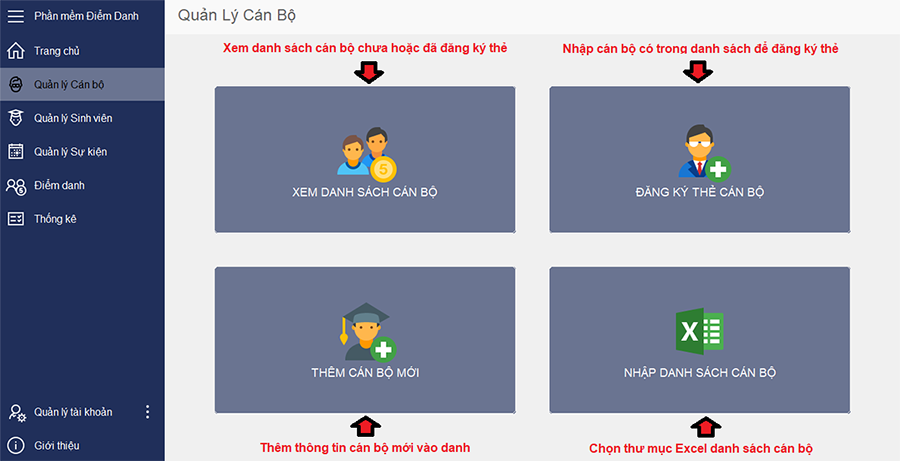 Phần mềm Điểm Danh
Quản Lý Cán Bộ
Trang chủ
Quản lý Cán bộ
Quản lý Sinh viên
Quản lý Sự kiện
Điểm danh
Thống kê
Quản lý tài khoản
Giới thiệu
Xem danh sách cán bộ chưa hoặc đã đăng ký thẻ
Nhập cán bộ có trong danh sách để đăng ký thẻ
5
XEM DANH SÁCH CÁN BỘ
ĐĂNG KÝ THẺ CÁN BỘ
X
THÊM CÁN BỘ MỚI
NHẬP DANH SÁCH CÁN BỘ
Thêm thông tin cán bộ mới vào danh
Chọn thư mục Excel danh sách cán bộ